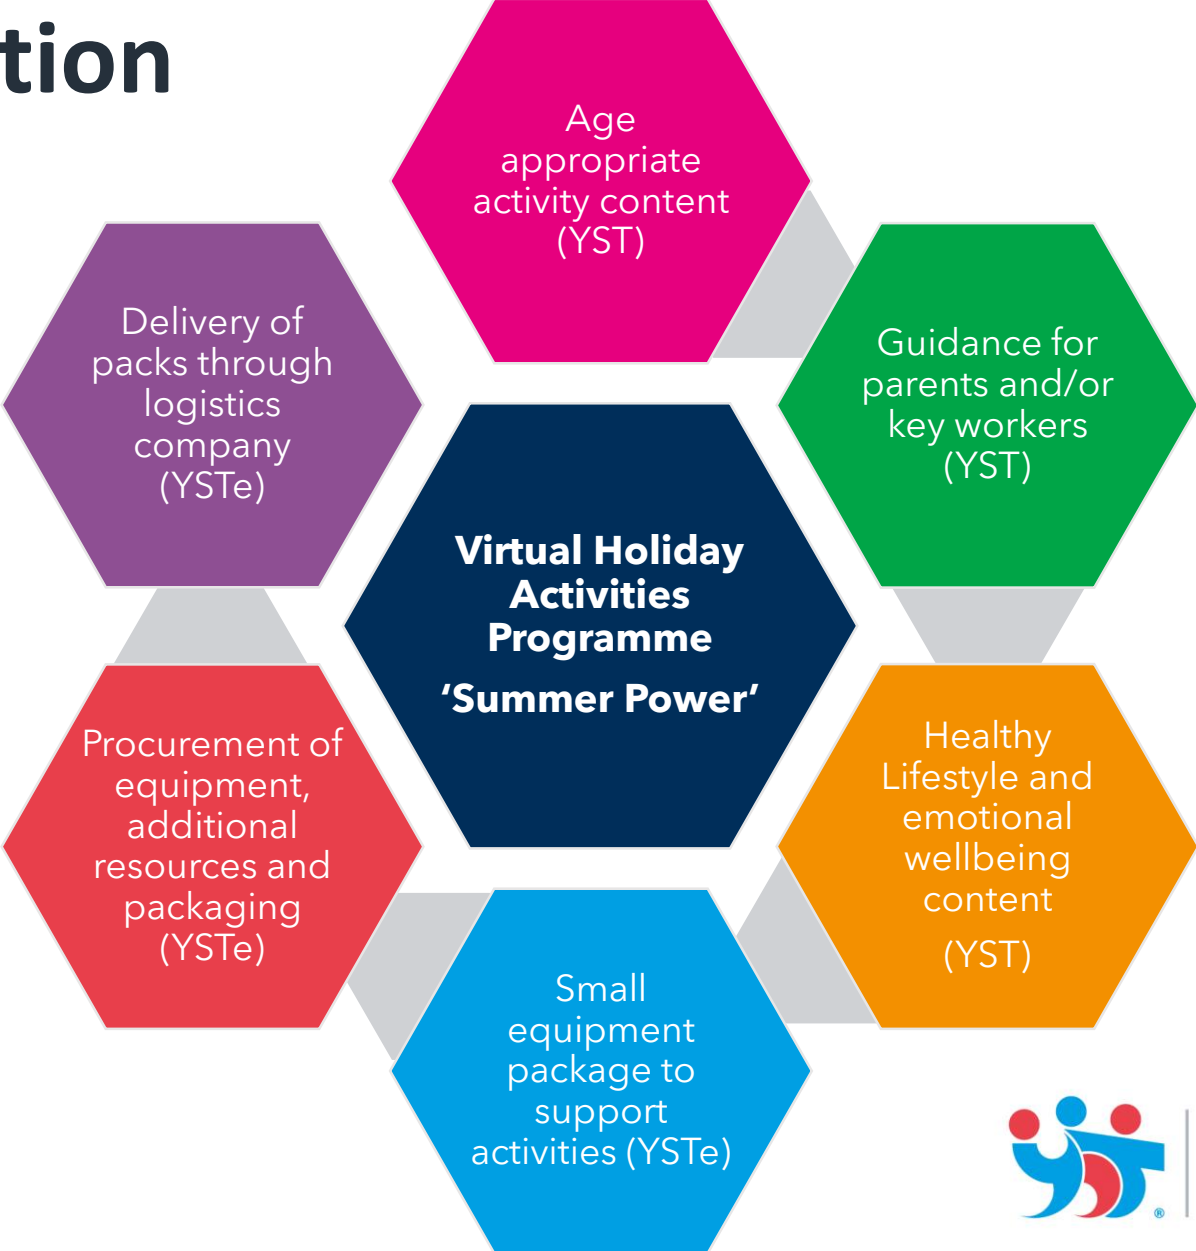 tion
Age
appropriate
activity content
(YST)
Guidance for
parents and/or
key workers
(YST)
Healthy
Lifestyle and
emotional
wellbeing
content
(YST)
Small
equipment
package to
support
activities (YSTe)
Procurement of
equipment,
additional
resources and
packaging
(YSTe)
Delivery of
packs through
logistics
company
(YSTe)
Virtual Holiday
Activities
Programme
‘Summer Power’
®